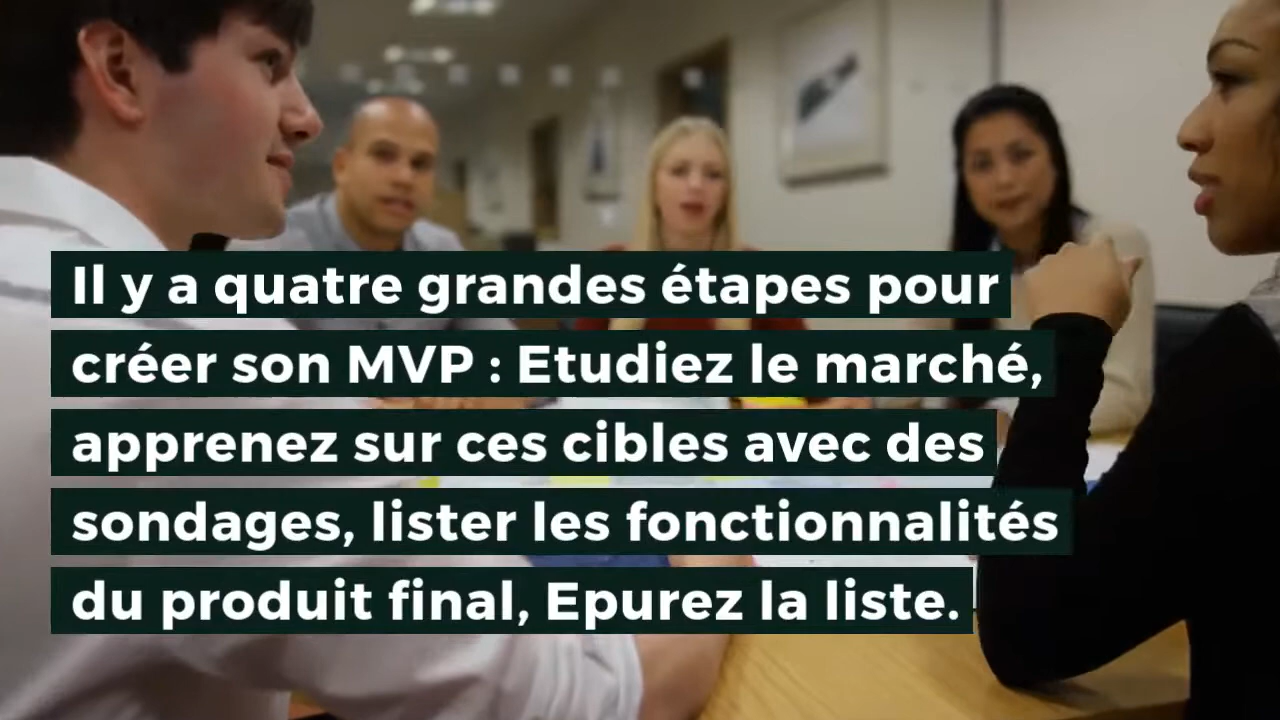 Il y a quatre grandes étapes pour
créer son MVP : Etudiez le marché,
apprenez sur ces cibles avec des
sondages, lister les fonctionnalités
du produit final, Epurez la liste.